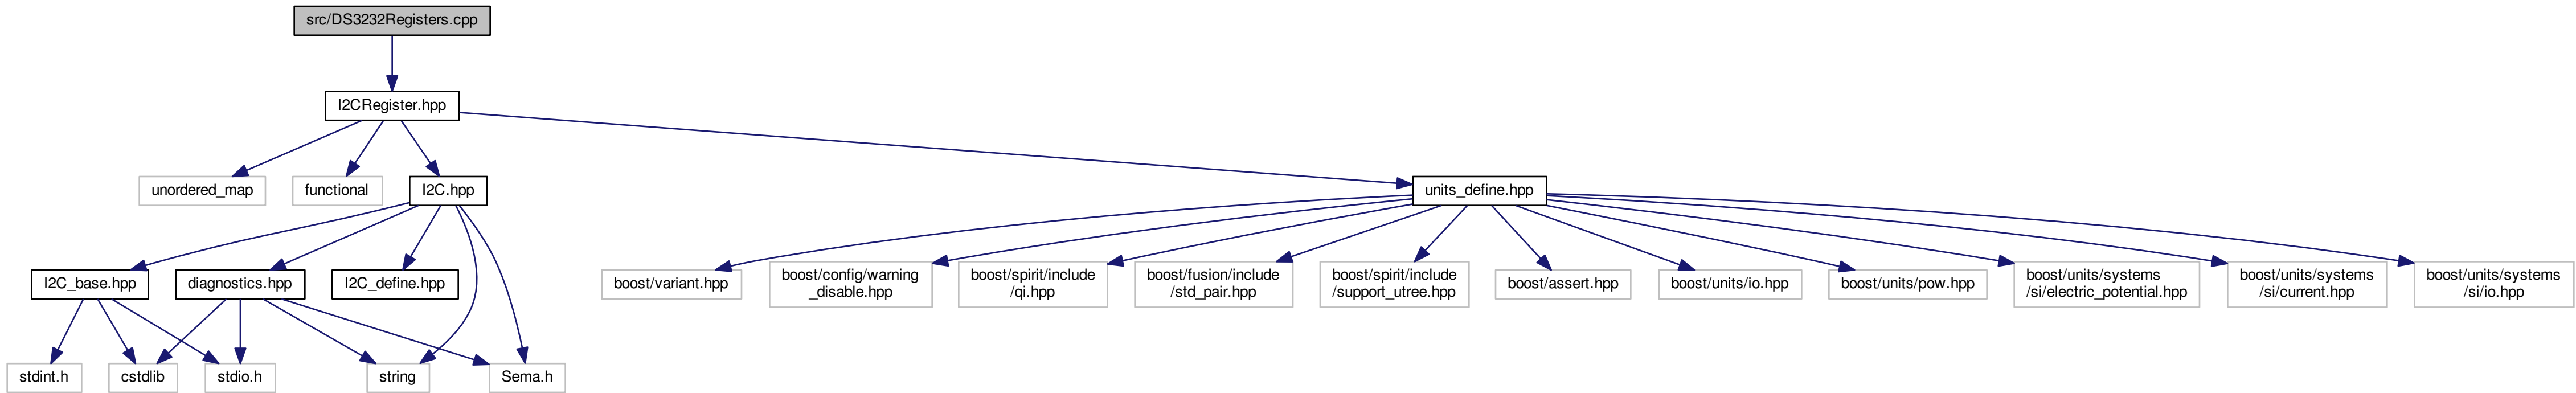 src/DS3232Registers.cpp
I2CRegister.hpp
unordered_map
functional
I2C.hpp
units_define.hpp
I2C_base.hpp
diagnostics.hpp
I2C_define.hpp
boost/variant.hpp
boost/config/warning
_disable.hpp
boost/spirit/include
/qi.hpp
boost/fusion/include
/std_pair.hpp
boost/spirit/include
/support_utree.hpp
boost/assert.hpp
boost/units/io.hpp
boost/units/pow.hpp
boost/units/systems
/si/electric_potential.hpp
boost/units/systems
/si/current.hpp
boost/units/systems
/si/io.hpp
stdint.h
cstdlib
stdio.h
string
Sema.h